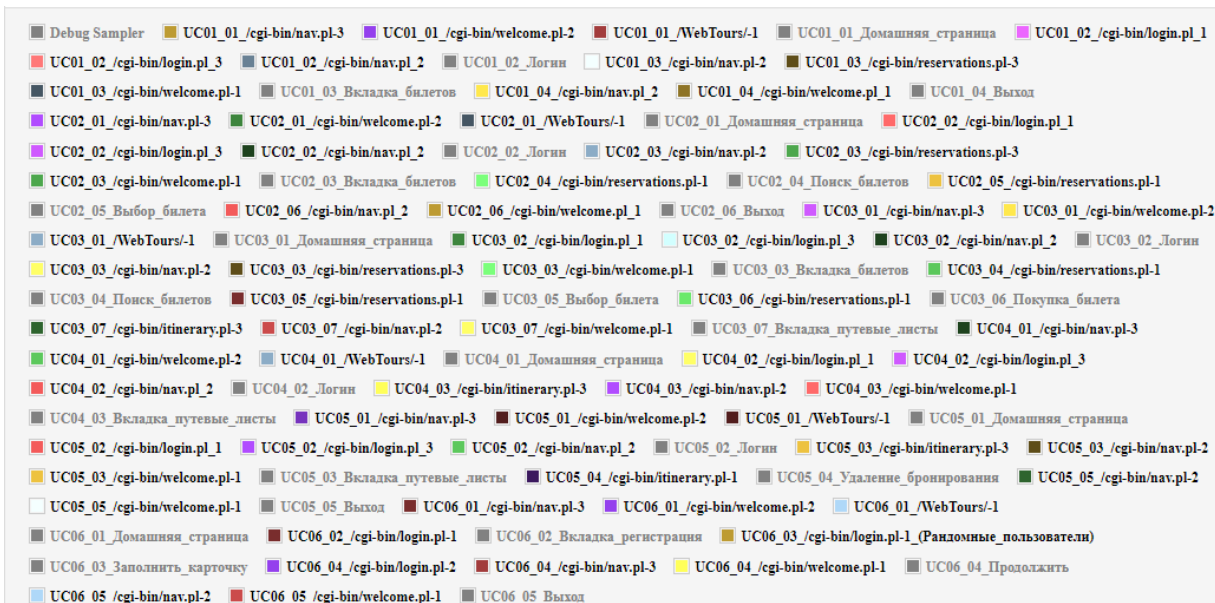 Debug Sampler UC01_01_/cgi-bin/nav.pl-3 UC01_01_/cgi-bin/welcome.pl-2 UC01_01_/WebTours/-1 UC01_01_Домашняя_страница UC01_02_/cgi-bin/login.pl_1
UC01_02_/cgi-bin/login.pl_3 UC01_02_/cgi-bin/nav.pl_2 UC01_02_Логин UC01_03_/cgi-bin/nav.pl-2 UC01_03_/cgi-bin/reservations.pl-3
UC01_03_/cgi-bin/welcome.pl-1 UC01_03_Вкладка_билетов UC01_04_/cgi-bin/nav.pl_2 UC01_04_/cgi-bin/welcome.pl_1 UC01_04_Выход
UC02_01_/cgi-bin/nav.pl-3 UC02_01_/cgi-bin/welcome.pl-2 UC02_01_/WebTours/-1 UC02_01_Домашняя_страница UC02_02_/cgi-bin/login.pl_1
UC02_02_/cgi-bin/login.pl_3 UC02_02_/cgi-bin/nav.pl_2 UC02_02_Логин UC02_03_/cgi-bin/nav.pl-2 UC02_03_/cgi-bin/reservations.pl-3
UC02_03_/cgi-bin/welcome.pl-1 UC02_03_Вкладка_билетов UC02_04_/cgi-bin/reservations.pl-1 UC02_04_Поиск_билетов UC02_05_/cgi-bin/reservations.pl-1
UC02_05_Выбор_билета UC02_06_/cgi-bin/nav.pl_2 UC02_06_/cgi-bin/welcome.pl_1 UC02_06_Выход UC03_01_/cgi-bin/nav.pl-3 UC03_01_/cgi-bin/welcome.pl-2
UC03_01_/WebTours/-1 UC03_01_Домашняя_страница UC03_02_/cgi-bin/login.pl_1 UC03_02_/cgi-bin/login.pl_3 UC03_02_/cgi-bin/nav.pl_2 UC03_02_Логин
UC03_03_/cgi-bin/nav.pl-2 UC03_03_/cgi-bin/reservations.pl-3 UC03_03_/cgi-bin/welcome.pl-1 UC03_03_Вкладка_билетов UC03_04_/cgi-bin/reservations.pl-1
UC03_04_Поиск_билетов UC03_05_/cgi-bin/reservations.pl-1 UC03_05_Выбор_билета UC03_06_/cgi-bin/reservations.pl-1 UC03_06_Покупка_билета
UC03_07_/cgi-bin/itinerary.pl-3 UC03_07_/cgi-bin/nav.pl-2 UC03_07_/cgi-bin/welcome.pl-1 UC03_07_Вкладка_путевые_листы UC04_01_/cgi-bin/nav.pl-3
UC04_01_/cgi-bin/welcome.pl-2 UC04_01_/WebTours/-1 UC04_01_Домашняя_страница UC04_02_/cgi-bin/login.pl_1 UC04_02_/cgi-bin/login.pl_3
UC04_02_/cgi-bin/nav.pl_2 UC04_02_Логин UC04_03_/cgi-bin/itinerary.pl-3 UC04_03_/cgi-bin/nav.pl-2 UC04_03_/cgi-bin/welcome.pl-1
UC04_03_Вкладка_путевые_листы UC05_01_/cgi-bin/nav.pl-3 UC05_01_/cgi-bin/welcome.pl-2 UC05_01_/WebTours/-1 UC05_01_Домашняя_страница
UC05_02_/cgi-bin/login.pl_1 UC05_02_/cgi-bin/login.pl_3 UC05_02_/cgi-bin/nav.pl_2 UC05_02_Логин UC05_03_/cgi-bin/itinerary.pl-3 UC05_03_/cgi-bin/nav.pl-2
UC05_03_/cgi-bin/welcome.pl-1 UC05_03_Вкладка_путевые_листы UC05_04_/cgi-bin/itinerary.pl-1 UC05_04_Удаление_бронирования UC05_05_/cgi-bin/nav.pl-2
UC05_05_/cgi-bin/welcome.pl-1 UC05_05_Выход UC06_01_/cgi-bin/nav.pl-3 UC06_01_/cgi-bin/welcome.pl-2 UC06_01_/WebTours/-1
UC06_01_Домашняя_страница UC06_02_/cgi-bin/login.pl-1 UC06_02_Вкладка_регистрация UC06_03_/cgi-bin/login.pl-1_(Рандомные_пользователи)
UC06_03_Заполнить_карточку UC06_04_/cgi-bin/login.pl-2 UC06_04_/cgi-bin/nav.pl-3 UC06_04_/cgi-bin/welcome.pl-1 UC06_04_Продолжить
UC06_05_/cgi-bin/nav.pl-2 UC06_05_/cgi-bin/welcome.pl-1 UC06_05_Выход